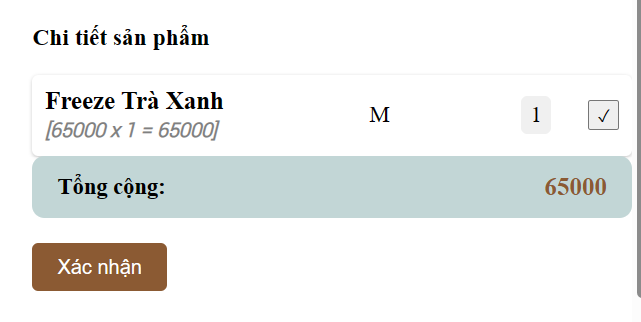 Chi tiết sản phẩm
Freeze Trà Xanh
[65000 x 1 = 65000]
M
1
✓
Tổng cộng:
65000
Xác nhận